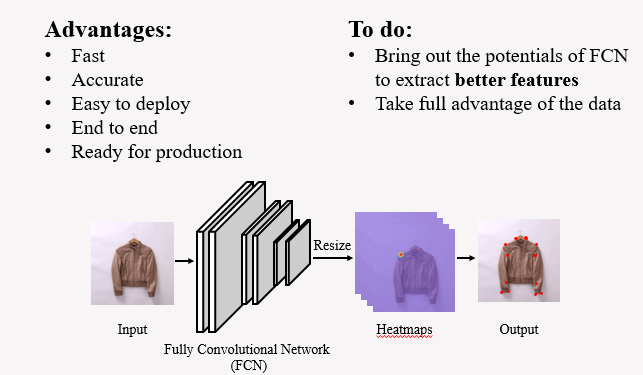 Advantages:
• Fast
• Accurate
• Easy to deploy
• End to end
• Ready for production
To do:
• Bring out the potentials of FCN
to extract better features
• Take full advantage of the data
Resize
Input
Fully Convolutional Network
(FCN)
Heatmaps
Output